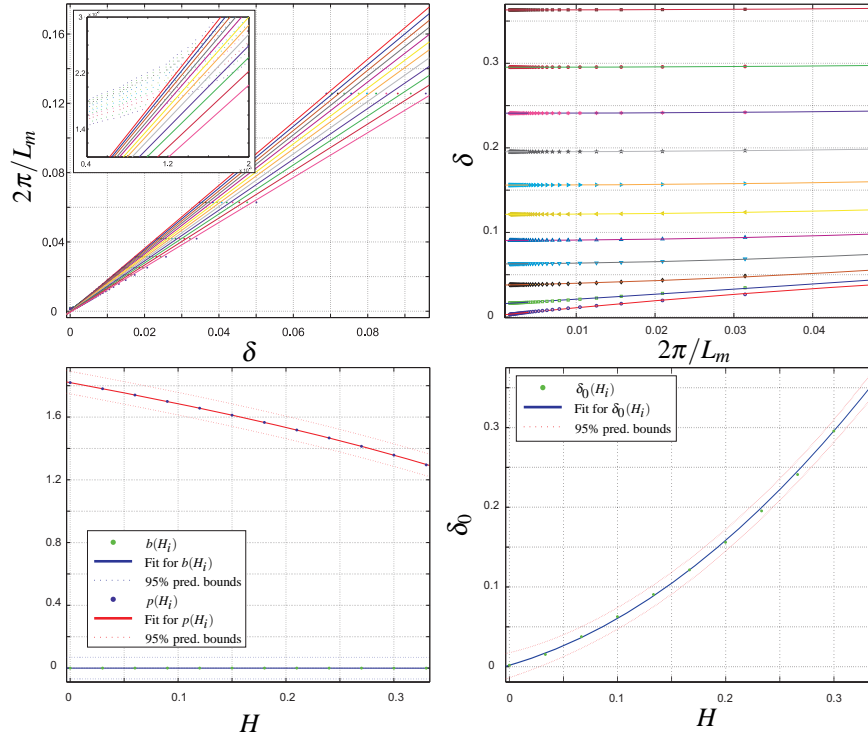 2π/L_m
0.16
0.12
0.08
0.04
0
0
0.02
0.04
0.06
0.08
δ
3
2.2
1.4
0.4
1.2
2
δ
0.3
0.2
0.1
0
0.01
0.02
0.03
0.04
2π/L_m
1.6
1.2
0.8
0.4
0
0
0.1
0.2
0.3
H
b(H_i)
Fit for b(H_i)
95% pred. bounds
p(H_i)
Fit for p(H_i)
95% pred. bounds
δ_0
0.3
0.2
0.1
0
0
0.1
0.2
0.3
H
δ_0(H_i)
Fit for δ_0(H_i)
95% pred. bounds